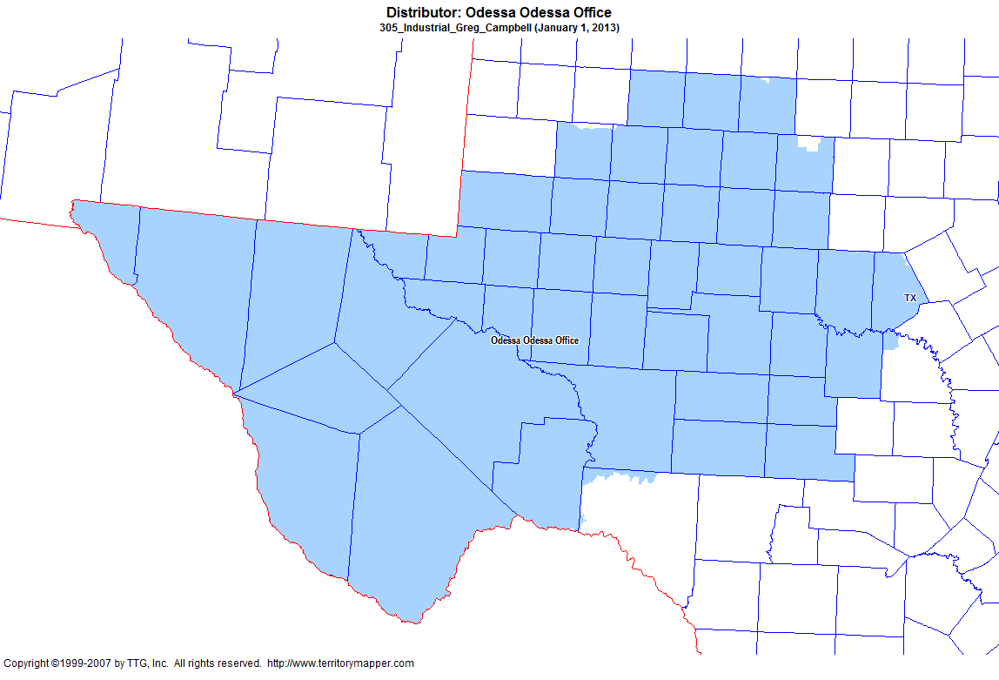 Distributor: Odessa Odessa Office
305_Industrial_Greg_Campbell (January 1, 2013)
TX
Odessa Odessa Office
Copyright ©1999-2007 by TTG, Inc.  All rights reserved.  http://www.territorymapper.com